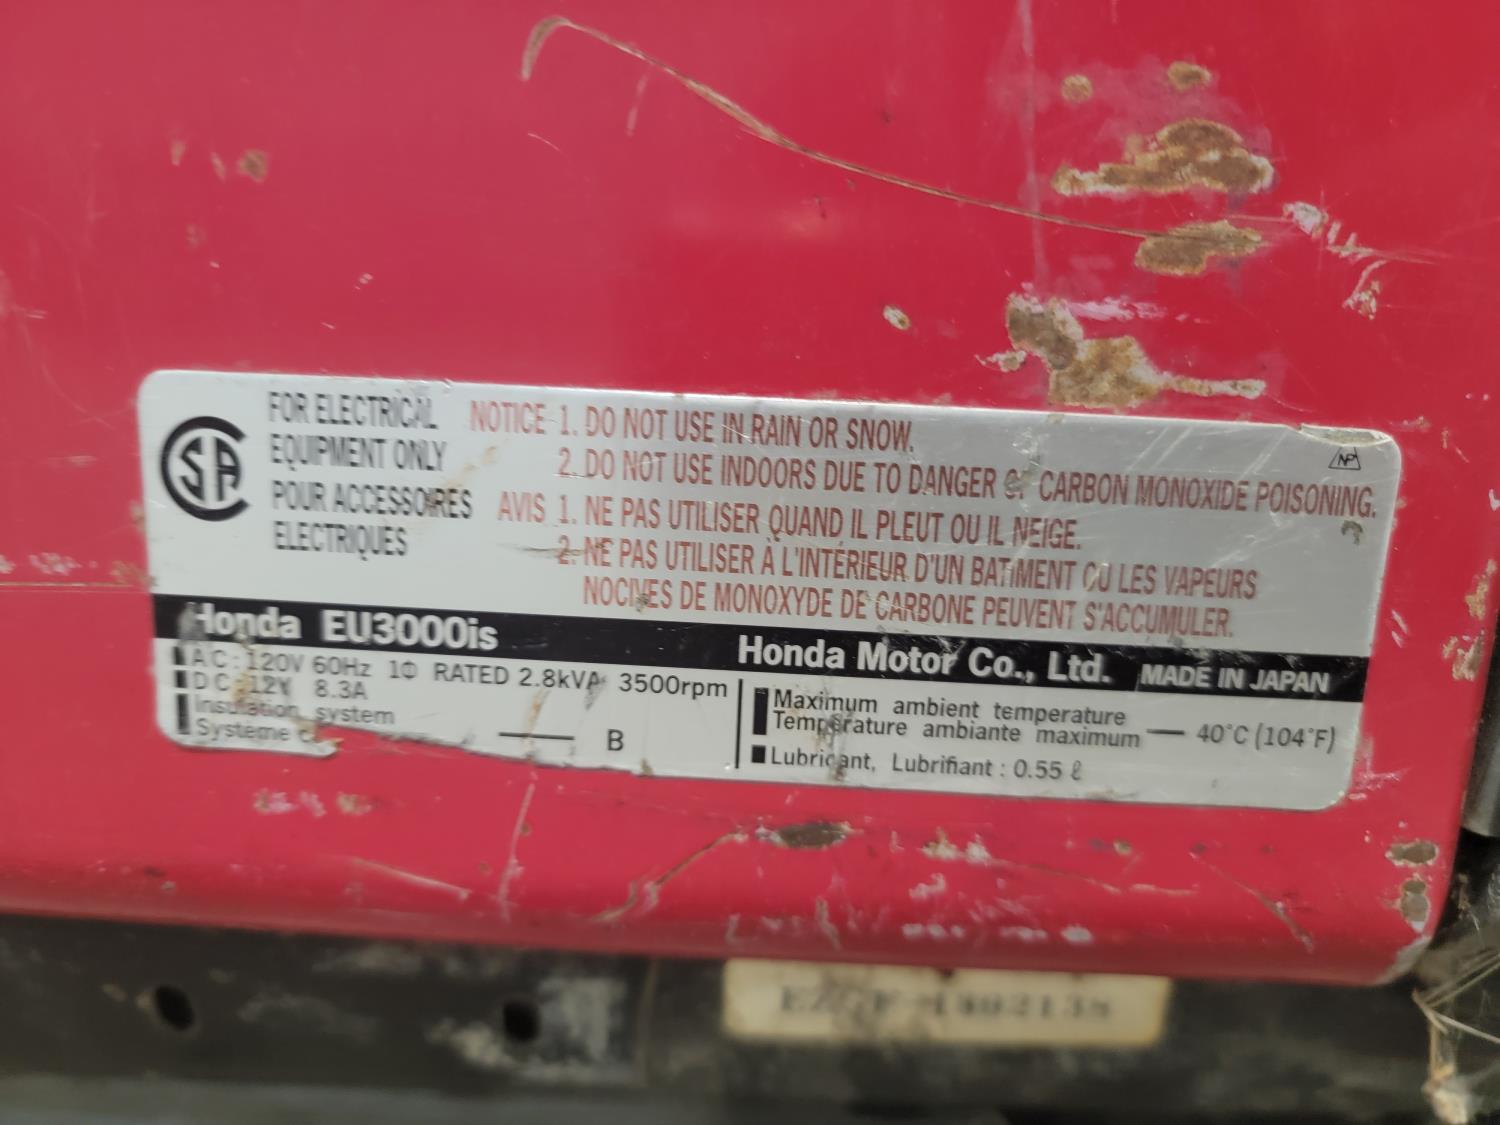 SA
FOR ELECTRICAL
EQUIPMENT ONLY
POUR ACCESSOIRES
ELECTRIQUES
NOTICE 1. DO NOT USE IN RAIN OR SNOW.
2. DO NOT USE INDOORS DUE TO DANGER OF CARBON MONOXIDE POISONING.
AVIS 1. NE PAS UTILISER QUAND IL PLEUT OU IL NEIGE.
2. NE PAS UTILISER À L'INTÉRIEUR D'UN BATIMENT OU LES VAPEURS
NOCIVES DE MONOXYDE DE CARBONE PEUVENT S'ACCUMULER.
NP
Honda EU3000is
Honda Motor Co., Ltd. MADE IN JAPAN
AC : 120V 60Hz 1Φ RATED 2.8kVA 3500rpm
DC : 12V 8.3A
Insulation system
Système — B
Maximum ambient temperature
Température ambiante maximum — 40°C (104°F)
Lubricant, Lubrifiant : 0.55 ℓ